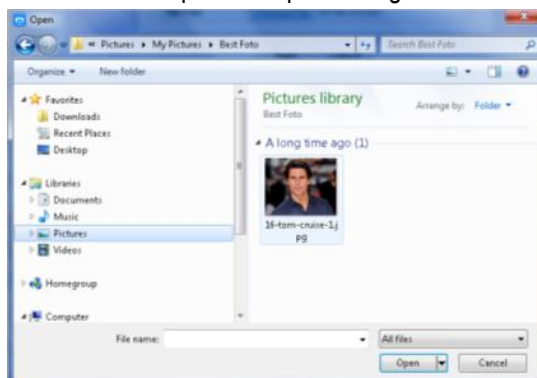 Open
Pictures ▸ My Pictures ▸ Best Foto
Search Best Foto
Organize
New folder
Favorites
Downloads
Recent Places
Desktop
Libraries
Documents
Music
Pictures
Videos
Homegroup
Computer
Pictures library
Best Foto
Arrange by: Folder
A long time ago (1)
16-tom-cruise-1.j
pg
File name:
All files
Open
Cancel